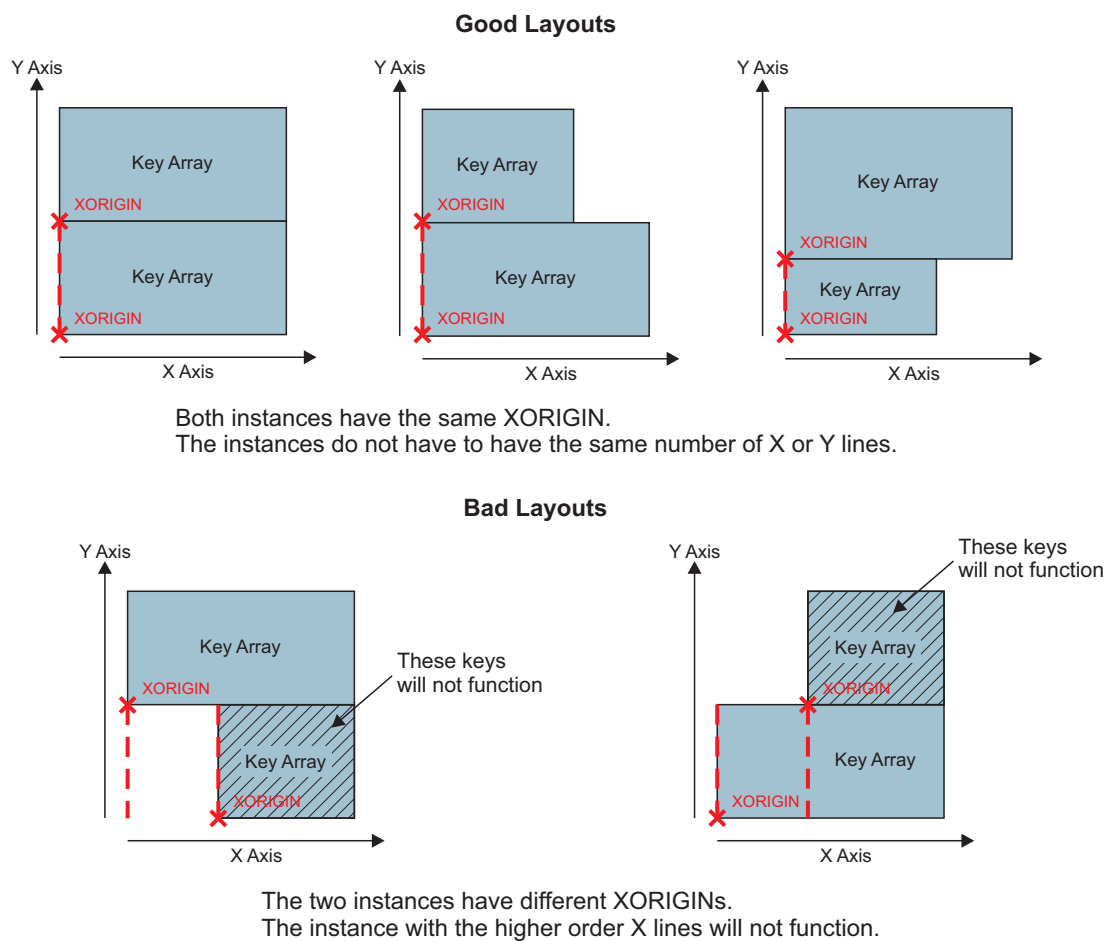 Good Layouts
Y Axis
Key Array
XORIGIN
Key Array
XORIGIN
X Axis
Y Axis
Key Array
XORIGIN
Key Array
XORIGIN
X Axis
Y Axis
Key Array
XORIGIN
Key Array
XORIGIN
X Axis
Both instances have the same XORIGIN.
The instances do not have to have the same number of X or Y lines.
Bad Layouts
Y Axis
Key Array
XORIGIN
These keys
will not function
Key Array
XORIGIN
X Axis
Y Axis
These keys
will not function
Key Array
XORIGIN
Key Array
XORIGIN
X Axis
The two instances have different XORIGINs.
The instance with the higher order X lines will not function.